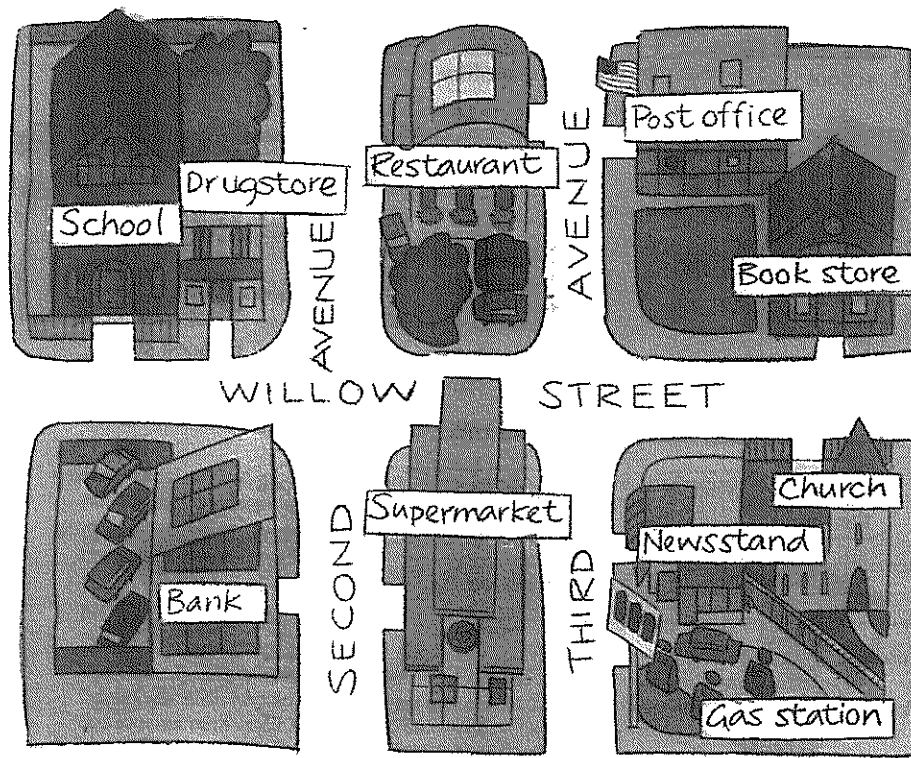 Post office
Restaurant
Drugstore
School
Book store
AVENUE
AVENUE
WILLOW STREET
Supermarket
Church
Newsstand
Bank
SECOND
THIRD
Gas station